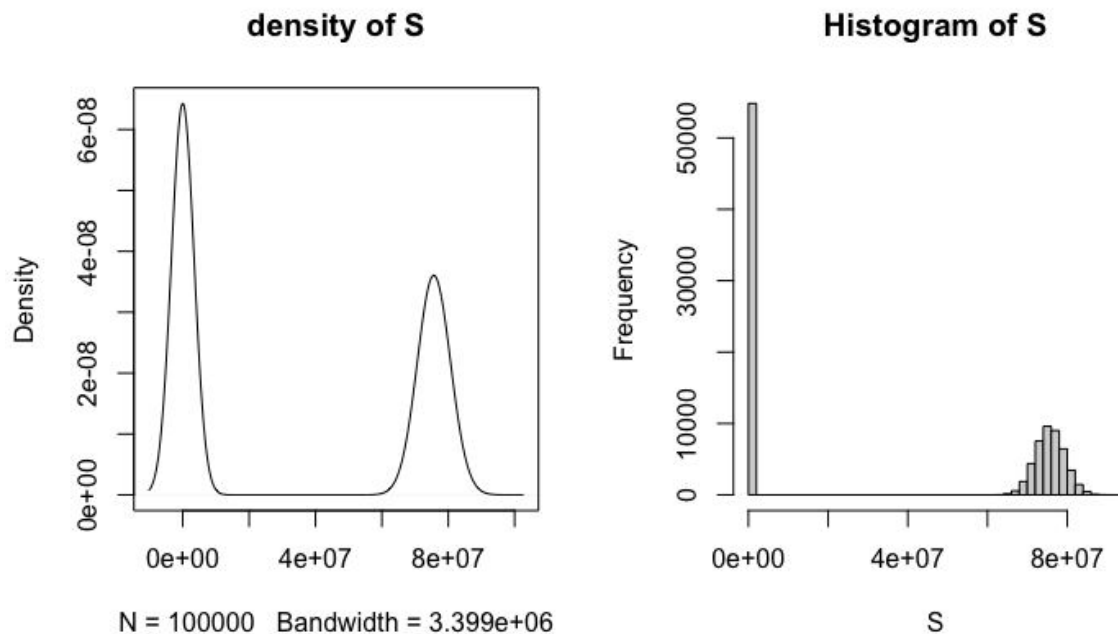 density of S
Density
0e+00
2e-08
4e-08
6e-08
0e+00
4e+07
8e+07
N = 100000 Bandwidth = 3.399e+06
Histogram of S
Frequency
0
10000
30000
50000
0e+00
4e+07
8e+07
S